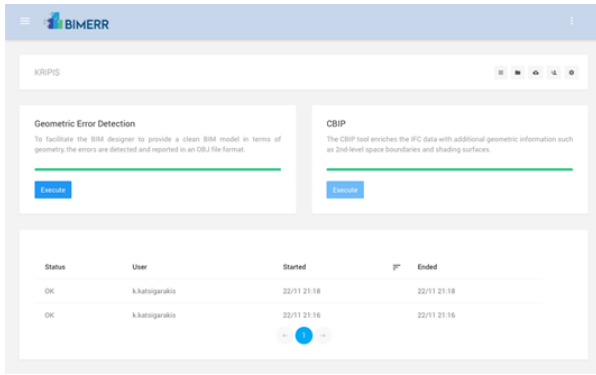 BIMERR
KRIPIS
Geometric Error Detection
To facilitate the BIM designer to provide a clean BIM model in terms of
geometry, the errors are detected and reported in an OBJ file format.
Execute
CBIP
The CBIP tool enriches the IFC data with additional geometric information such
as 2nd-level space boundaries and shading surfaces.
Execute
Status User Started Ended
OK k.katsigarakis 22/11 21:18 22/11 21:18
OK k.katsigarakis 22/11 21:16 22/11 21:16
← 1 →